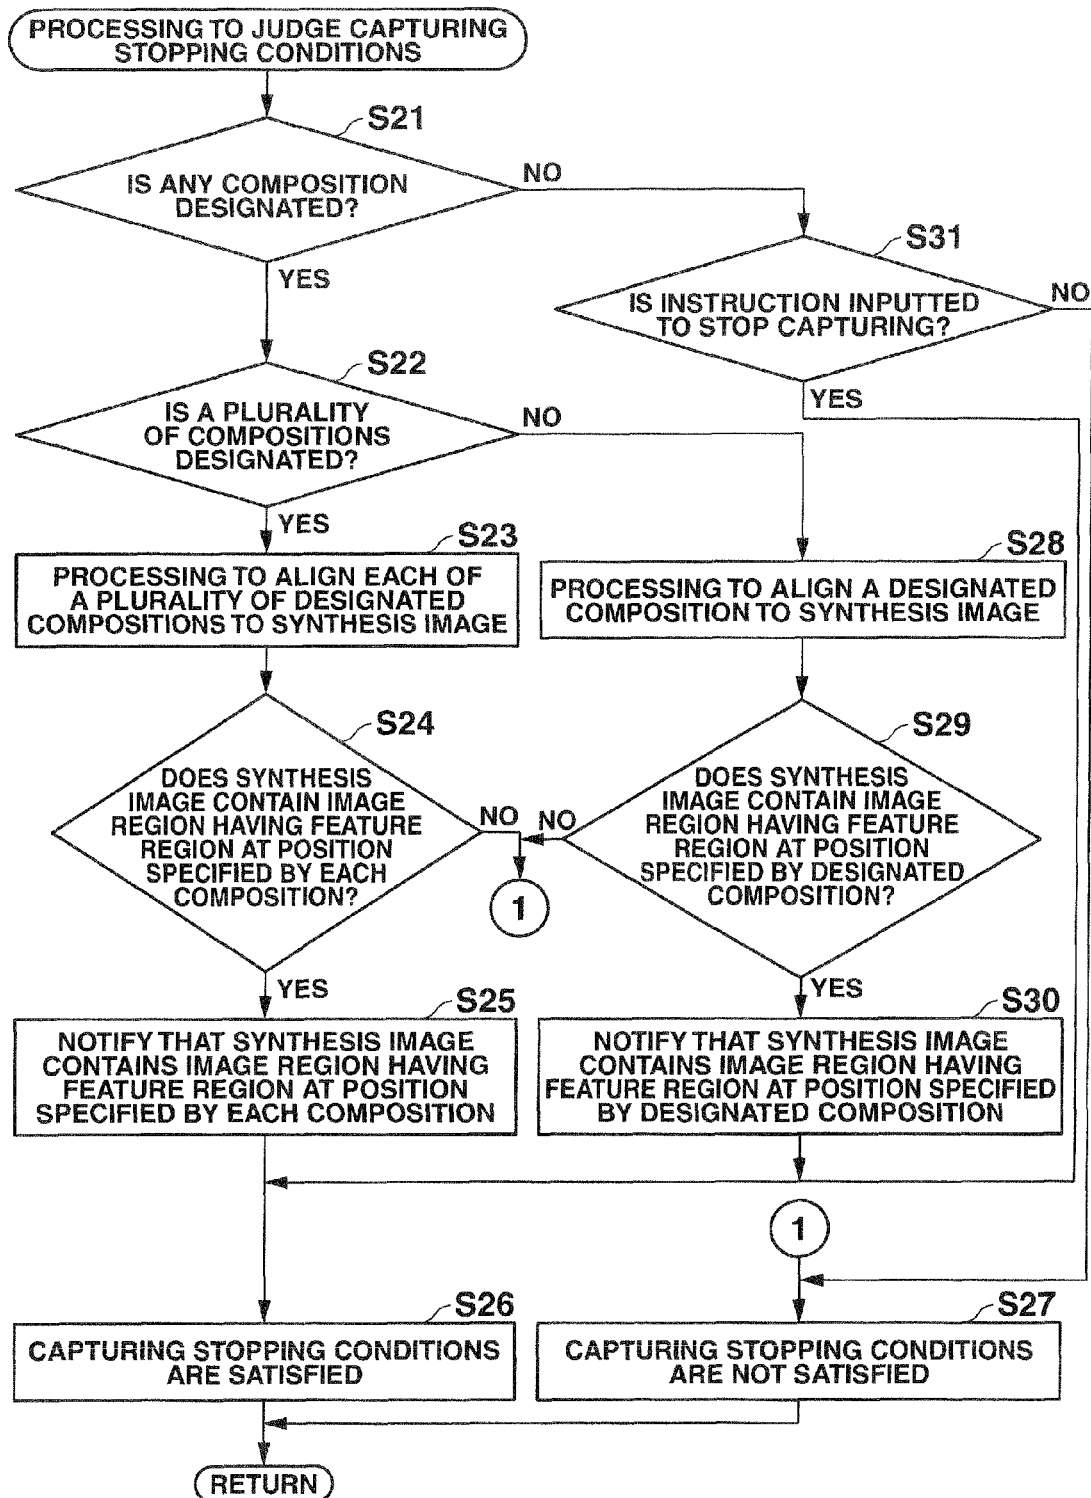 PROCESSING TO JUDGE CAPTURING
STOPPING CONDITIONS
S21
IS ANY COMPOSITION
DESIGNATED?
NO
YES
S31
IS INSTRUCTION INPUTTED
TO STOP CAPTURING?
NO
YES
S22
IS A PLURALITY
OF COMPOSITIONS
DESIGNATED?
NO
YES
S23
PROCESSING TO ALIGN EACH OF
A PLURALITY OF DESIGNATED
COMPOSITIONS TO SYNTHESIS IMAGE
S28
PROCESSING TO ALIGN A DESIGNATED
COMPOSITION TO SYNTHESIS IMAGE
S24
DOES SYNTHESIS
IMAGE CONTAIN IMAGE
REGION HAVING FEATURE
REGION AT POSITION
SPECIFIED BY EACH
COMPOSITION?
NO
YES
S29
DOES SYNTHESIS
IMAGE CONTAIN IMAGE
REGION HAVING FEATURE
REGION AT POSITION
SPECIFIED BY DESIGNATED
COMPOSITION?
NO
YES
1
S25
NOTIFY THAT SYNTHESIS IMAGE
CONTAINS IMAGE REGION HAVING
FEATURE REGION AT POSITION
SPECIFIED BY EACH COMPOSITION
S30
NOTIFY THAT SYNTHESIS IMAGE
CONTAINS IMAGE REGION HAVING
FEATURE REGION AT POSITION SPECIFIED
BY DESIGNATED COMPOSITION
1
S26
CAPTURING STOPPING CONDITIONS
ARE SATISFIED
S27
CAPTURING STOPPING CONDITIONS
ARE NOT SATISFIED
RETURN